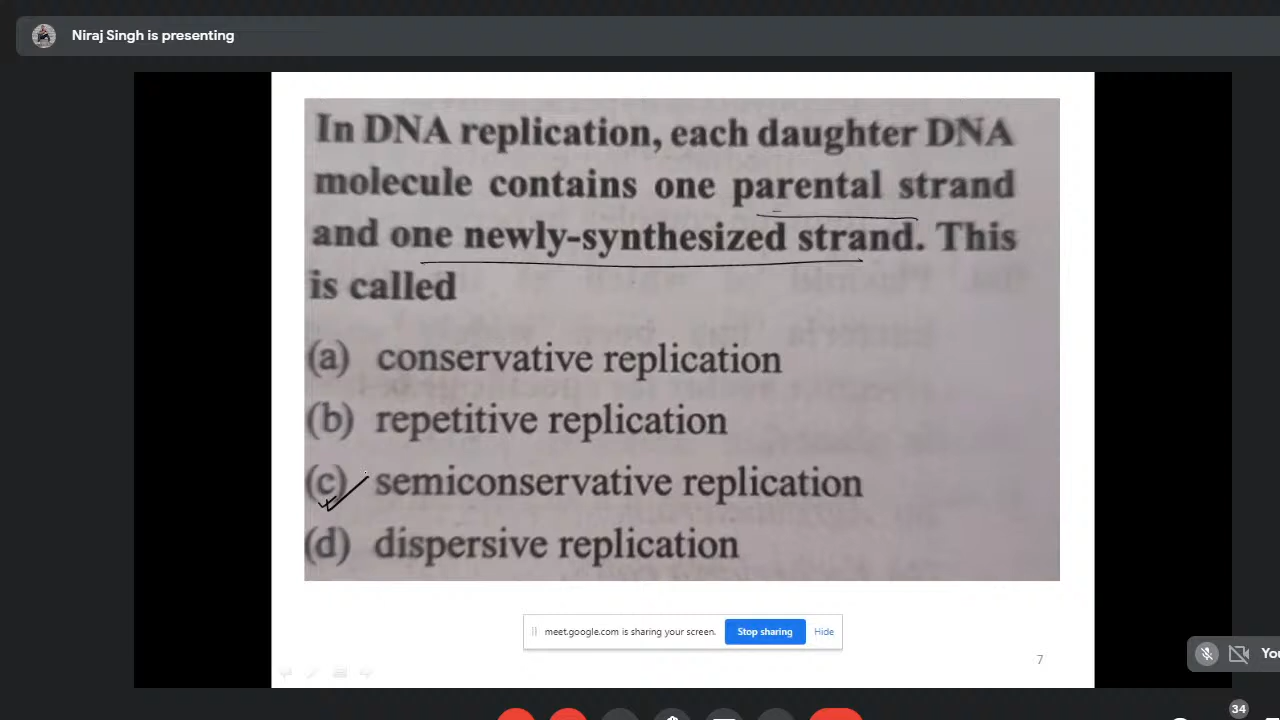 Niraj Singh is presenting
In DNA replication, each daughter DNA
molecule contains one parental strand
and one newly-synthesized strand. This
is called
(a) conservative replication
(b) repetitive replication
(c) semiconservative replication
(d) dispersive replication
meet.google.com is sharing your screen. Stop sharing Hide
7
34